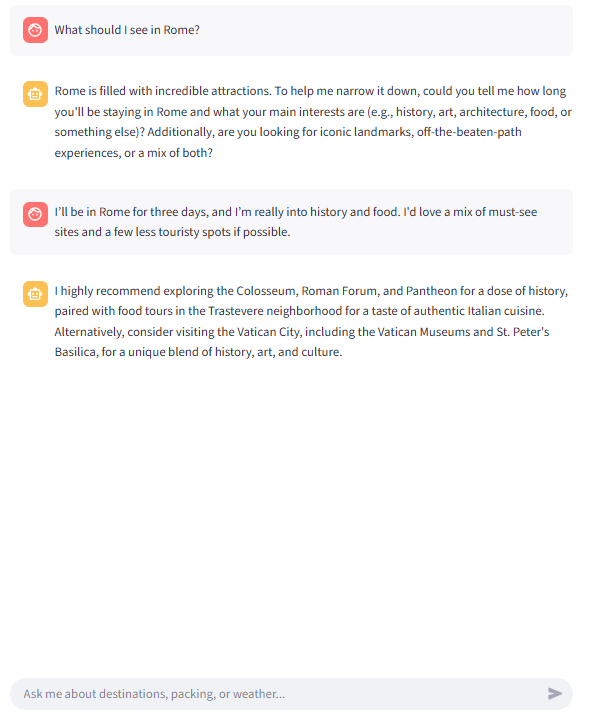 What should I see in Rome?
Rome is filled with incredible attractions. To help me narrow it down, could you tell me how long
you'll be staying in Rome and what your main interests are (e.g., history, art, architecture, food, or
something else)? Additionally, are you looking for iconic landmarks, off-the-beaten-path
experiences, or a mix of both?
I’ll be in Rome for three days, and I’m really into history and food. I'd love a mix of must-see
sites and a few less touristy spots if possible.
I highly recommend exploring the Colosseum, Roman Forum, and Pantheon for a dose of history,
paired with food tours in the Trastevere neighborhood for a taste of authentic Italian cuisine.
Alternatively, consider visiting the Vatican City, including the Vatican Museums and St. Peter's
Basilica, for a unique blend of history, art, and culture.
Ask me about destinations, packing, or weather...